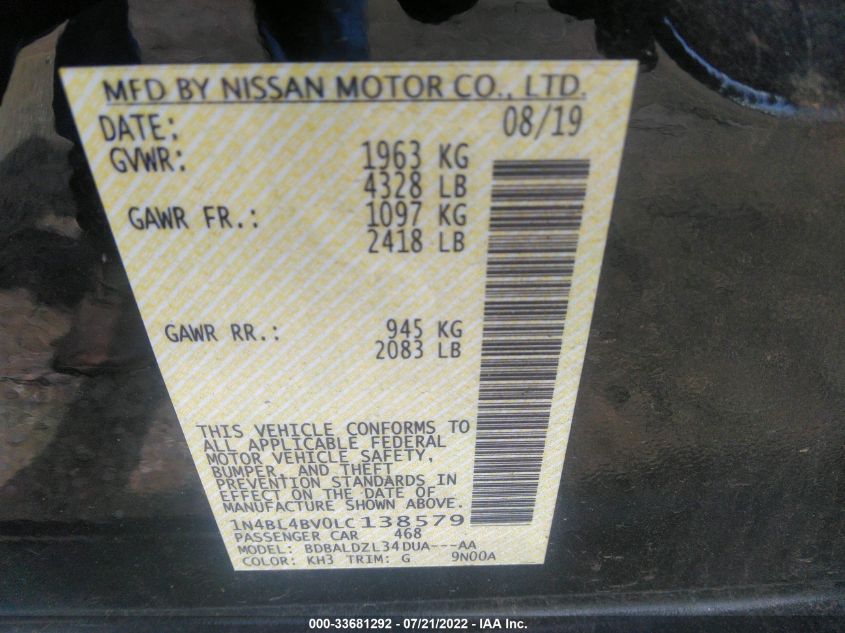 MFD BY NISSAN MOTOR CO., LTD.
DATE: 08/19
GVWR: 1963 KG
4328 LB
GAWR FR.: 1097 KG
2418 LB
GAWR RR.: 945 KG
2083 LB
THIS VEHICLE CONFORMS TO
ALL APPLICABLE FEDERAL
MOTOR VEHICLE SAFETY,
BUMPER, AND THEFT
PREVENTION STANDARDS IN
EFFECT ON THE DATE OF
MANUFACTURE SHOWN ABOVE.
1N4BL4BV0LC138579
PASSENGER CAR 468
MODEL: BDBALDZL34DUA---AA
COLOR: KH3 TRIM: G 9N00A
000-33681292 - 07/21/2022 - IAA Inc.